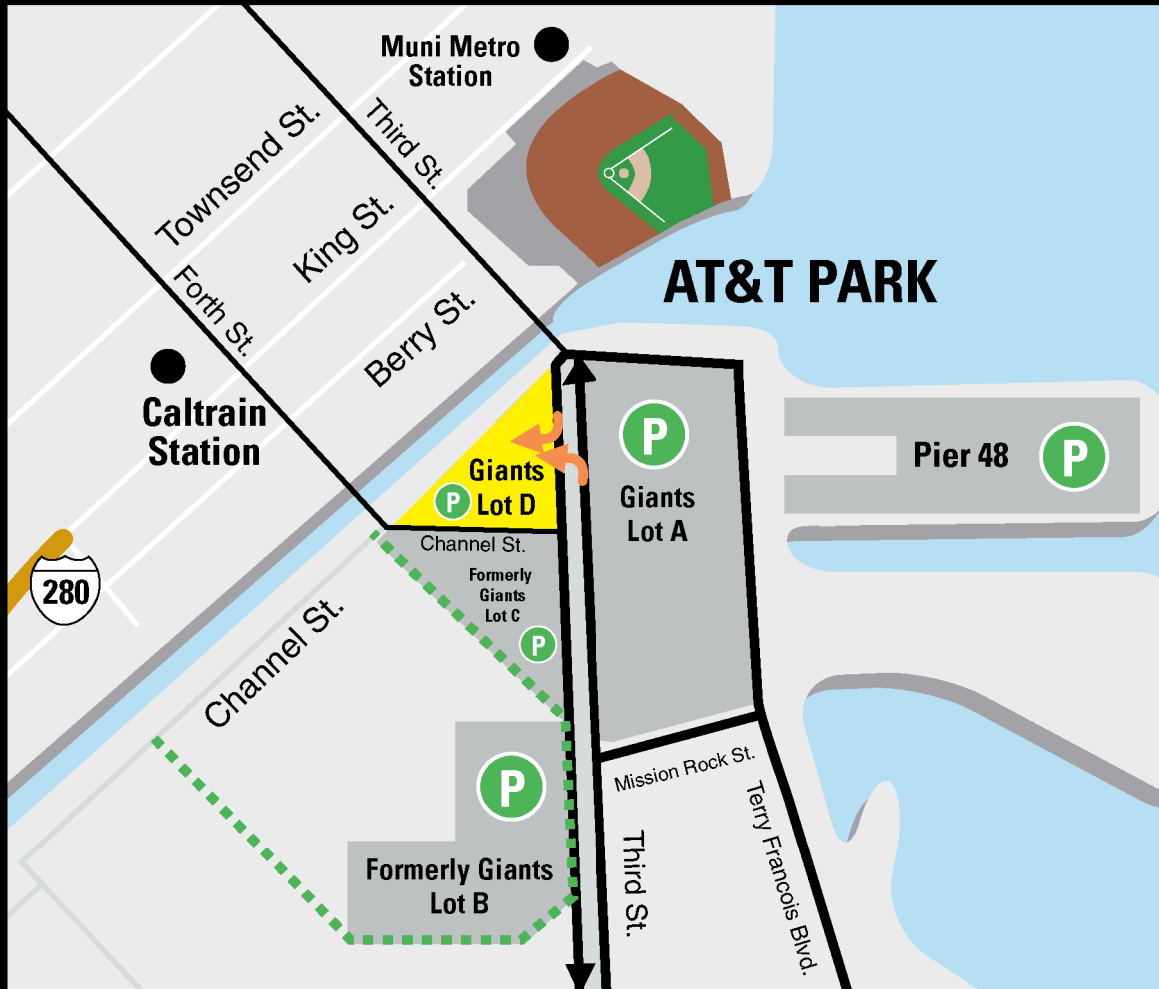 Muni Metro
Station
Townsend St.
Third St.
King St.
Forth St.
Berry St.
AT&T PARK
Caltrain
Station
P
Giants
Lot A
Pier 48
P
Giants
P Lot D
Channel St.
280
Formerly
Giants
Lot C
P
Channel St.
Mission Rock St.
P
Terry Francois Blvd.
Third St.
Formerly Giants
Lot B